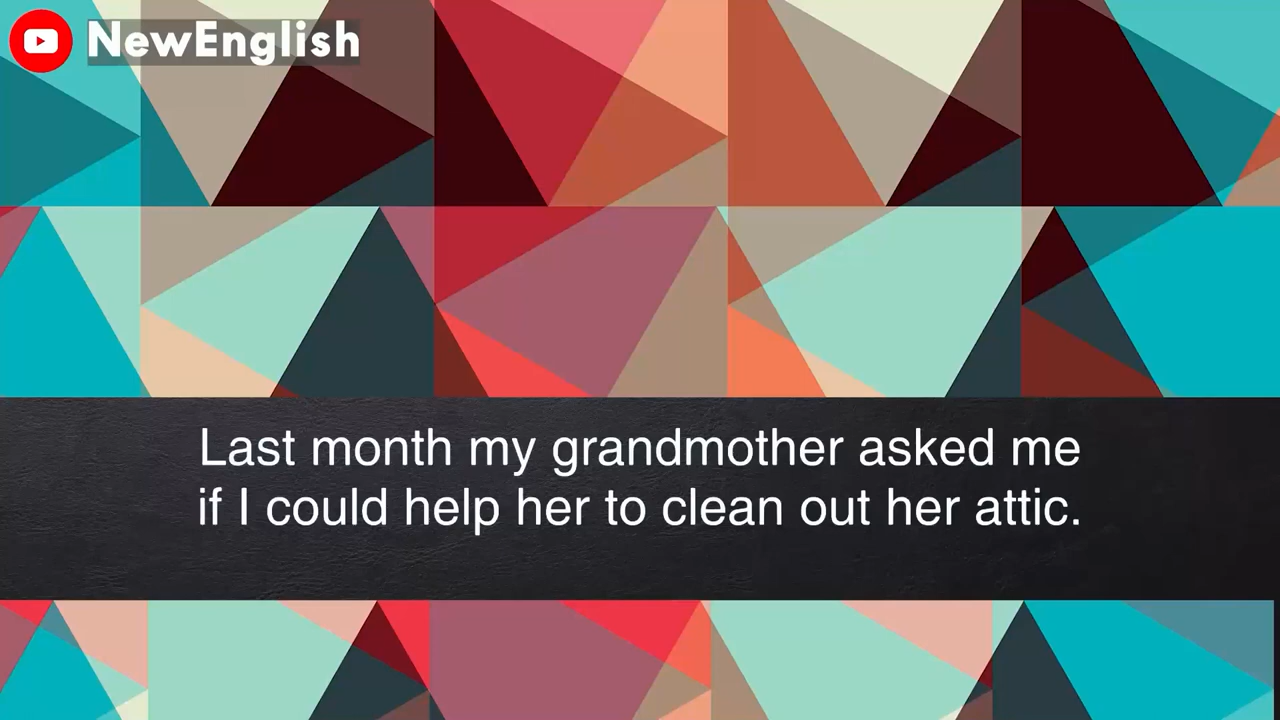 NewEnglish
Last month my grandmother asked me
if I could help her to clean out her attic.